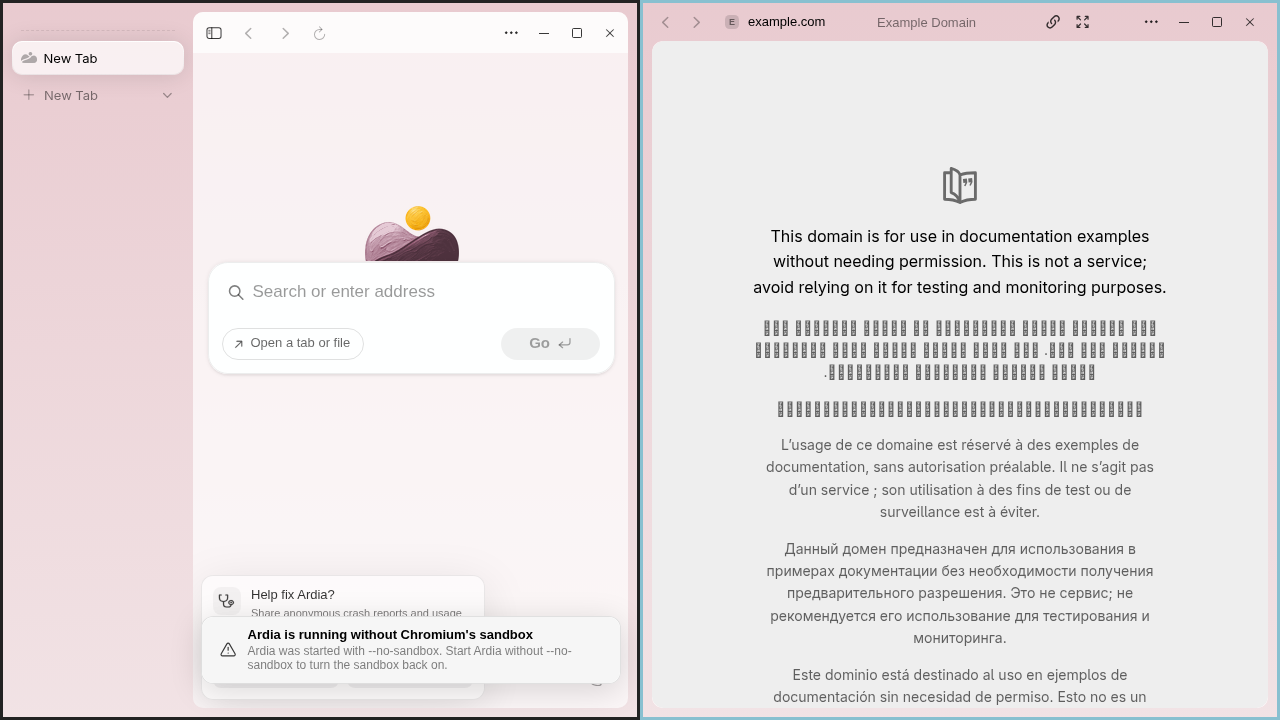 New Tab
New Tab
Search or enter address
Open a tab or file
Go
Help fix Ardia?
Share anonymous crash reports and usage
Ardia is running without Chromium's sandbox
Ardia was started with --no-sandbox. Start Ardia without --no-
sandbox to turn the sandbox back on.
E
example.com
Example Domain
This domain is for use in documentation examples
without needing permission. This is not a service;
avoid relying on it for testing and monitoring purposes.
L’usage de ce domaine est réservé à des exemples de
documentation, sans autorisation préalable. Il ne s’agit pas
d’un service ; son utilisation à des fins de test ou de
surveillance est à éviter.
Данный домен предназначен для использования в
примерах документации без необходимости получения
предварительного разрешения. Это не сервис; не
рекомендуется его использование для тестирования и
мониторинга.
Este dominio está destinado al uso en ejemplos de
documentación sin necesidad de permiso. Esto no es un